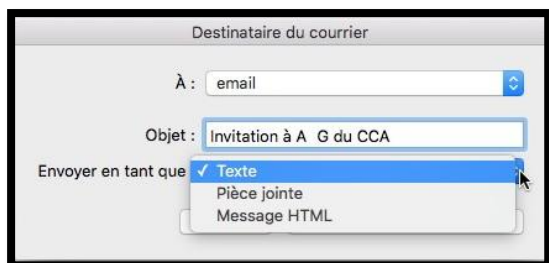 Destinataire du courrier
À : email
Objet : Invitation à A  G du CCA
Envoyer en tant que ✓ Texte
Pièce jointe
Message HTML